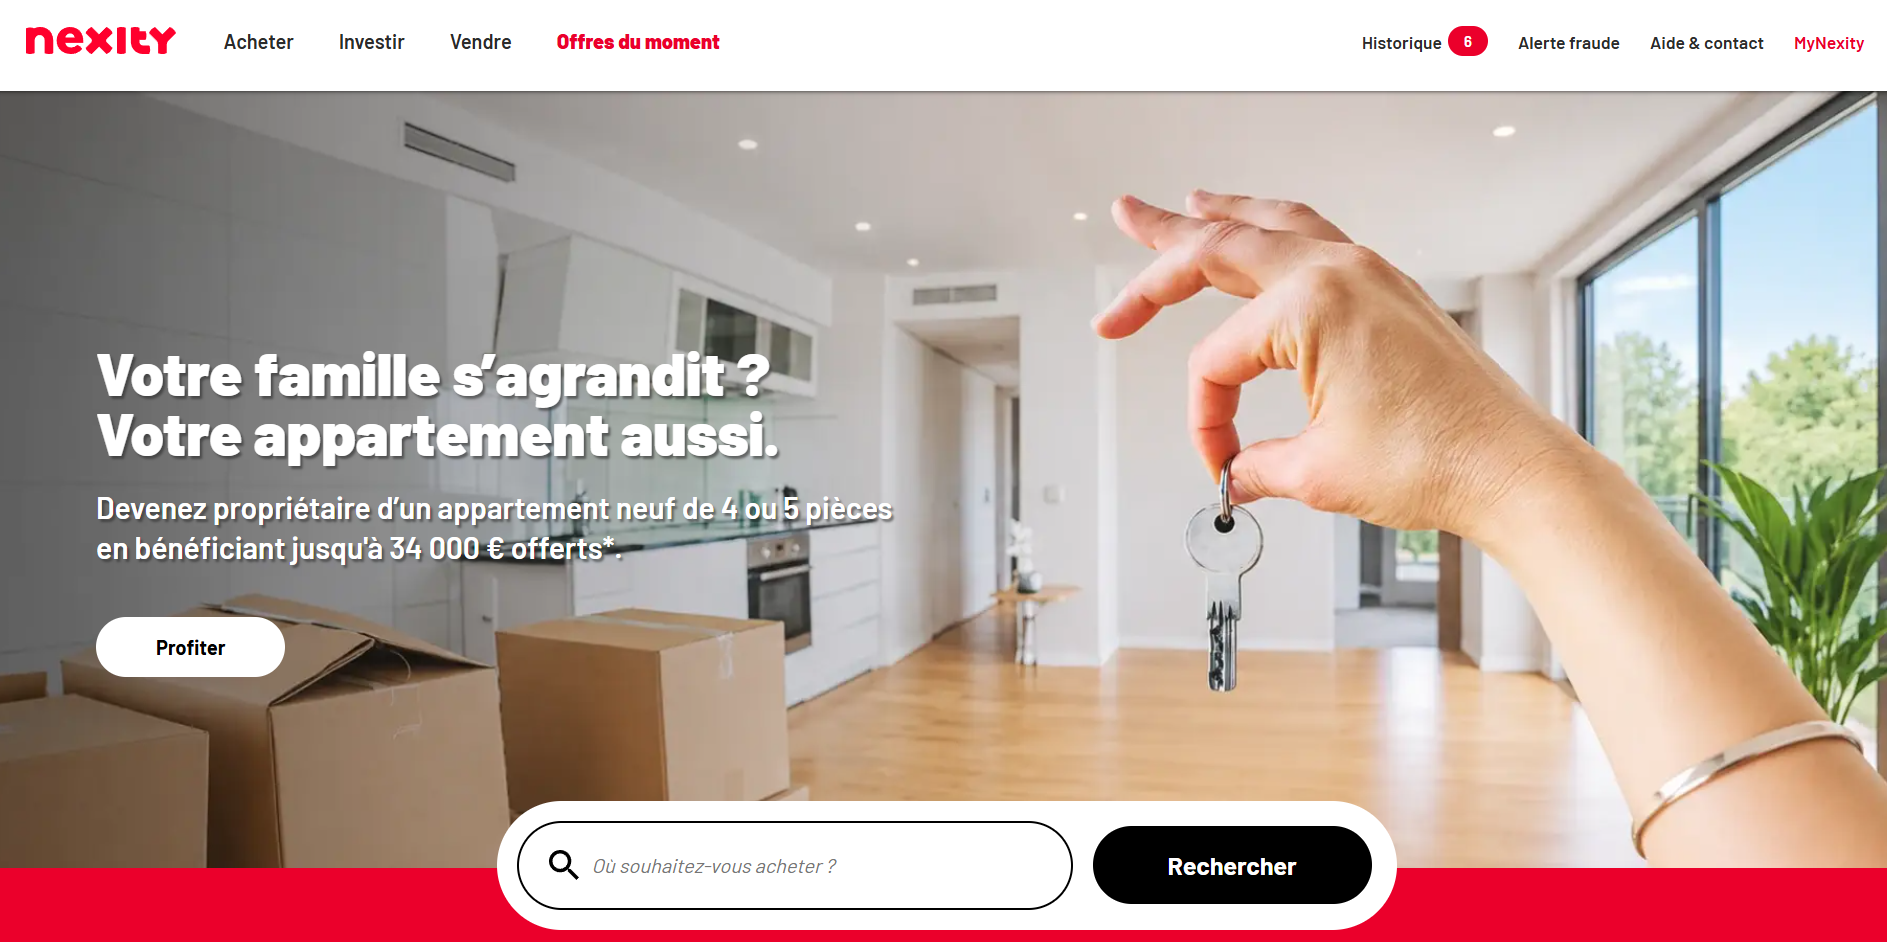 nexity
Acheter
Investir
Vendre
Offres du moment
Historique 6
Alerte fraude
Aide & contact
MyNexity
Votre famille s’agrandit ?
Votre appartement aussi.
Devenez propriétaire d’un appartement neuf de 4 ou 5 pièces
en bénéficiant jusqu'à 34 000 € offerts*.
Profiter
Où souhaitez-vous acheter ?
Rechercher